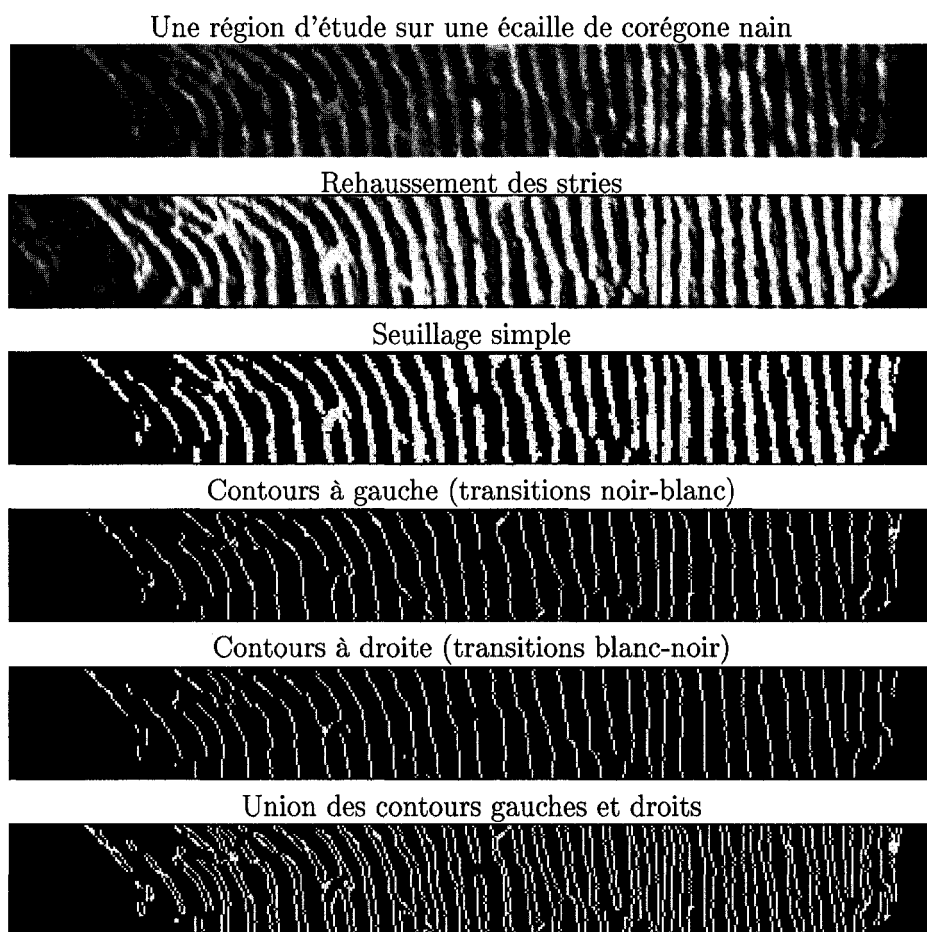 Une région d'étude sur une écaille de corégone nain
Rehaussement des stries
Seuillage simple
Contours à gauche (transitions noir-blanc)
Contours à droite (transitions blanc-noir)
Union des contours gauches et droits